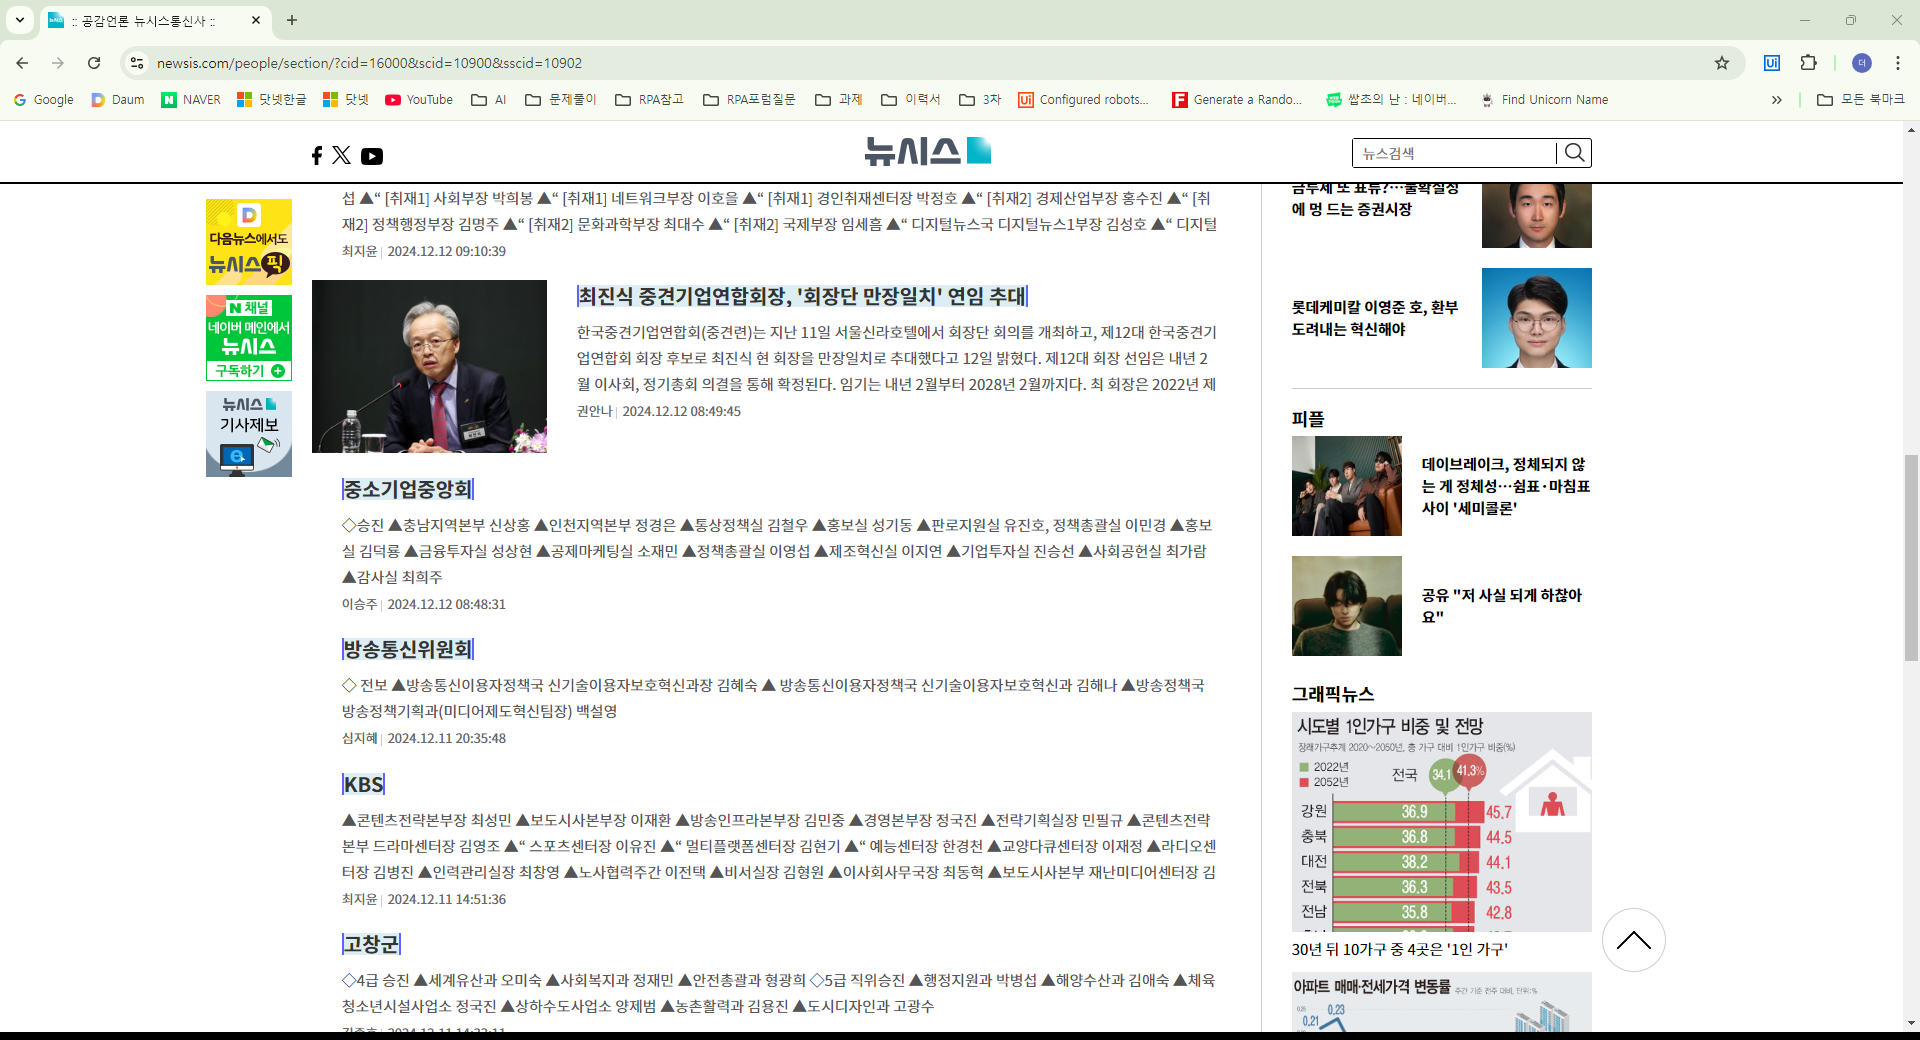 :: 공감언론 뉴시스통신사 ::
newsis.com/people/section/?cid=16000&scid=10900&sscid=10902
더
Google
Daum
NAVER
닷넷한글
닷넷
YouTube
AI
문제풀이
RPA참고
RPA포럼질문
과제
이력서
3차
Configured robots...
Generate a Rando...
쌉초의 난 : 네이버...
Find Unicorn Name
모든 북마크
뉴시스
뉴스검색
다음뉴스에서도
뉴시스픽
N 채널
네이버 메인에서
뉴시스
구독하기
뉴시스
기사제보
섭 ▲“ [취재1] 사회부장 박희봉 ▲“ [취재1] 네트워크부장 이호을 ▲“ [취재1] 경인취재센터장 박정호 ▲“ [취재2] 경제산업부장 홍수진 ▲“ [취
재2] 정책행정부장 김명주 ▲“ [취재2] 문화과학부장 최대수 ▲“ [취재2] 국제부장 임세흠 ▲“ 디지털뉴스국 디지털뉴스1부장 김성호 ▲“ 디지털
최지윤 | 2024.12.12 09:10:39
최진식 중견기업연합회장, '회장단 만장일치' 연임 추대
한국중견기업연합회(중견련)는 지난 11일 서울신라호텔에서 회장단 회의를 개최하고, 제12대 한국중견기
업연합회 회장 후보로 최진식 현 회장을 만장일치로 추대했다고 12일 밝혔다. 제12대 회장 선임은 내년 2
월 이사회, 정기총회 의결을 통해 확정된다. 임기는 내년 2월부터 2028년 2월까지다. 최 회장은 2022년 제
권안나 | 2024.12.12 08:49:45
중소기업중앙회
◇승진 ▲충남지역본부 신상홍 ▲인천지역본부 정경은 ▲통상정책실 김철우 ▲홍보실 성기동 ▲판로지원실 유진호, 정책총괄실 이민경 ▲홍보
실 김덕룡 ▲금융투자실 성상현 ▲공제마케팅실 소재민 ▲정책총괄실 이영섭 ▲제조혁신실 이지연 ▲기업투자실 진승선 ▲사회공헌실 최가람
▲감사실 최희주
이승주 | 2024.12.12 08:48:31
방송통신위원회
◇ 전보 ▲방송통신이용자정책국 신기술이용자보호혁신과장 김혜숙 ▲ 방송통신이용자정책국 신기술이용자보호혁신과 김해나 ▲방송정책국
방송정책기획과(미디어제도혁신팀장) 백설영
심지혜 | 2024.12.11 20:35:48
KBS
▲콘텐츠전략본부장 최성민 ▲보도시사본부장 이재환 ▲방송인프라본부장 김민중 ▲경영본부장 정국진 ▲전략기획실장 민필규 ▲콘텐츠전략
본부 드라마센터장 김영조 ▲“ 스포츠센터장 이유진 ▲“ 멀티플랫폼센터장 김현기 ▲“ 예능센터장 한경천 ▲교양다큐센터장 이재정 ▲라디오센
터장 김병진 ▲인력관리실장 최창영 ▲노사협력주간 이전택 ▲비서실장 김형원 ▲이사회사무국장 최동혁 ▲보도시사본부 재난미디어센터장 김
최지윤 | 2024.12.11 14:51:36
고창군
◇4급 승진 ▲세계유산과 오미숙 ▲사회복지과 정재민 ▲안전총괄과 형광희 ◇5급 직위승진 ▲행정지원과 박병섭 ▲해양수산과 김애숙 ▲체육
청소년시설사업소 정국진 ▲상하수도사업소 양제범 ▲농촌활력과 김용진 ▲도시디자인과 고광수
금투세 또 표류?…불확실성
에 멍 드는 증권시장
롯데케미칼 이영준 호, 환부
도려내는 혁신해야
피플
데이브레이크, 정체되지 않
는 게 정체성…쉼표·마침표
사이 '세미콜론'
공유 "저 사실 되게 하찮아
요"
그래픽뉴스
시도별 1인가구 비중 및 전망
장래가구추계 2020~2050년, 총 가구 대비 1인가구 비중(%)
2022년
2052년
전국 34.1 41.3%
강원 36.9 45.7
충북 36.8 44.5
대전 38.2 44.1
전북 36.3 43.5
전남 35.8 42.8
30년 뒤 10가구 중 4곳은 '1인 가구'
아파트 매매·전세가격 변동률 주간 기준 전주 대비, 단위:%
0.21 0.23